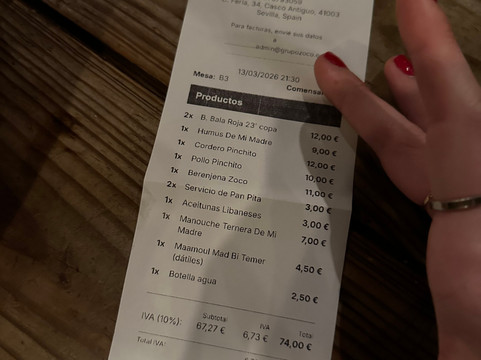 C. Feria, 34, Casco Antiguo, 41003
Sevilla, Spain
Para facturas, envie sus datos
a
13/03/2026 21:30
Mesa: B3
Comensa
Productos
2x B. Bala Roja 23' copa 12,00 €
1x Humus De Mi Madre 9,00 €
1x Cordero Pinchito 12,00 €
1x Pollo Pinchito 10,00 €
1x Berenjena Zoco 11,00 €
2x Servicio de Pan Pita 3,00 €
1x Aceitunas Libaneses 3,00 €
1x Manouche Ternera De Mi Madre 7,00 €
1x Maamoul Mad Bi Temer (dátiles) 4,50 €
1x Botella agua 2,50 €
Subtotal IVA Total
IVA (10%): 67,27 € 6,73 € 74,00 €
Total IVA: